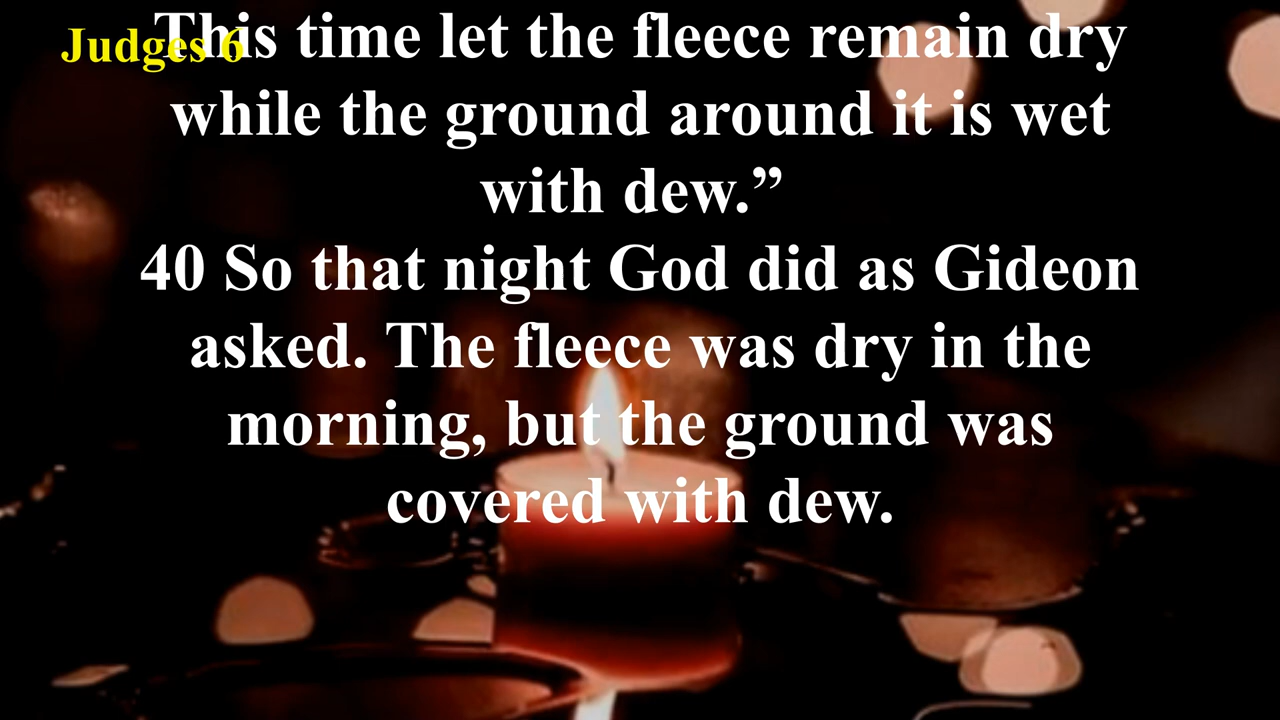 Judges 6
This time let the fleece remain dry
while the ground around it is wet
with dew.”
40 So that night God did as Gideon
asked. The fleece was dry in the
morning, but the ground was
covered with dew.